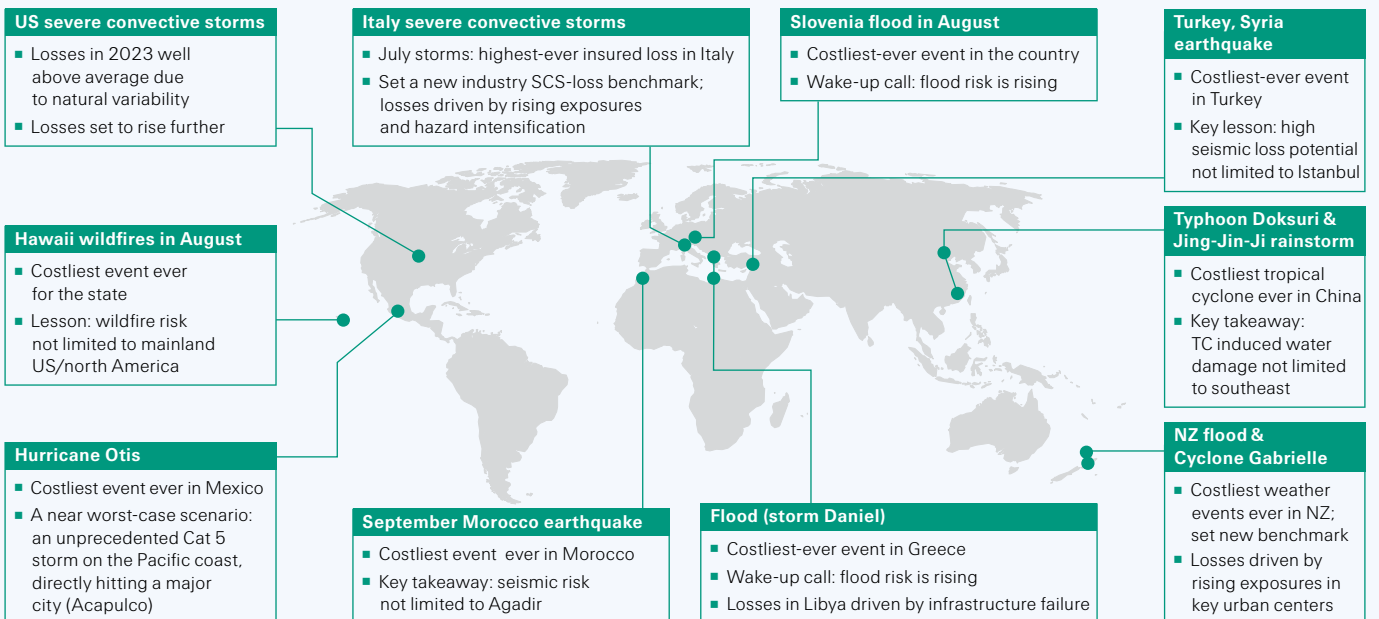 US severe convective storms
▪ Losses in 2023 well
above average due
to natural variability
▪ Losses set to rise further
Italy severe convective storms
▪ July storms: highest-ever insured loss in Italy
▪ Set a new industry SCS-loss benchmark;
losses driven by rising exposures
and hazard intensification
Slovenia flood in August
▪ Costliest-ever event in the country
▪ Wake-up call: flood risk is rising
Turkey, Syria
earthquake
▪ Costliest-ever event
in Turkey
▪ Key lesson: high
seismic loss potential
not limited to Istanbul
Hawaii wildfires in August
▪ Costliest event ever
for the state
▪ Lesson: wildfire risk
not limited to mainland
US/north America
Typhoon Doksuri &
Jing-Jin-Ji rainstorm
▪ Costliest tropical
cyclone ever in China
▪ Key takeaway:
TC induced water
damage not limited
to southeast
Hurricane Otis
▪ Costliest event ever in Mexico
▪ A near worst-case scenario:
an unprecedented Cat 5
storm on the Pacific coast,
directly hitting a major
city (Acapulco)
September Morocco earthquake
▪ Costliest event ever in Morocco
▪ Key takeaway: seismic risk
not limited to Agadir
Flood (storm Daniel)
▪ Costliest-ever event in Greece
▪ Wake-up call: flood risk is rising
▪ Losses in Libya driven by infrastructure failure
NZ flood &
Cyclone Gabrielle
▪ Costliest weather
events ever in NZ;
set new benchmark
▪ Losses driven by
rising exposures in
key urban centers